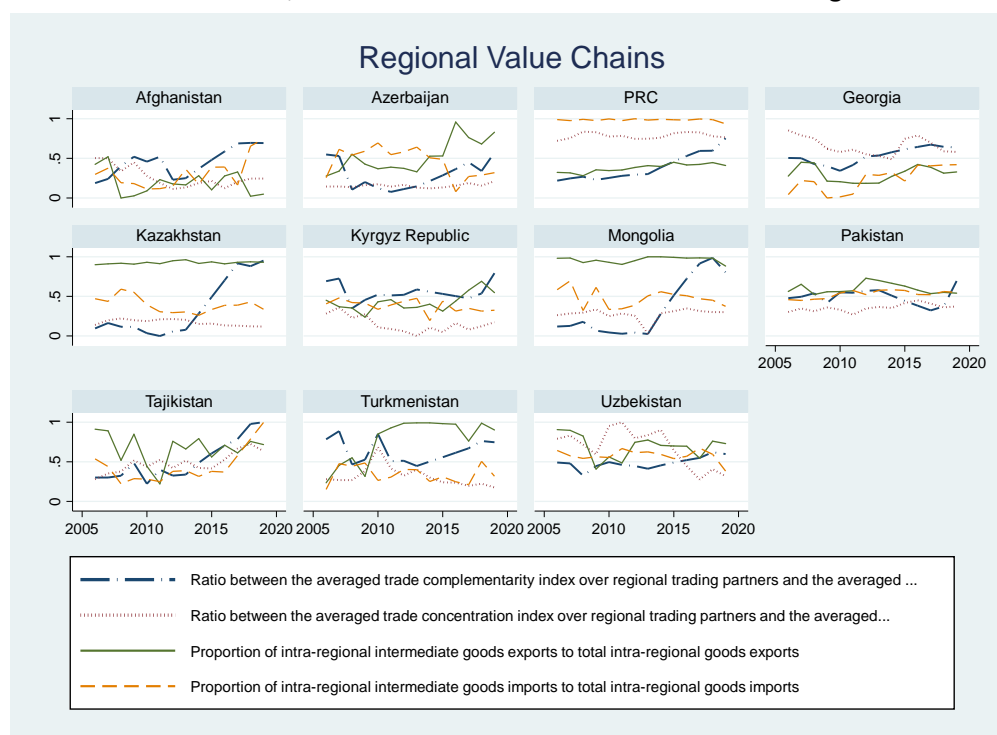 Regional Value Chains
Afghanistan
Azerbaijan
PRC
Georgia
1
.5
0
Kazakhstan
Kyrgyz Republic
Mongolia
Pakistan
1
.5
0
2005 2010 2015 2020
Tajikistan
Turkmenistan
Uzbekistan
1
.5
0
2005 2010 2015 2020 2005 2010 2015 2020 2005 2010 2015 2020
Ratio between the averaged trade complementarity index over regional trading partners and the averaged ...
Ratio between the averaged trade concentration index over regional trading partners and the averaged...
Proportion of intra-regional intermediate goods exports to total intra-regional goods exports
Proportion of intra-regional intermediate goods imports to total intra-regional goods imports